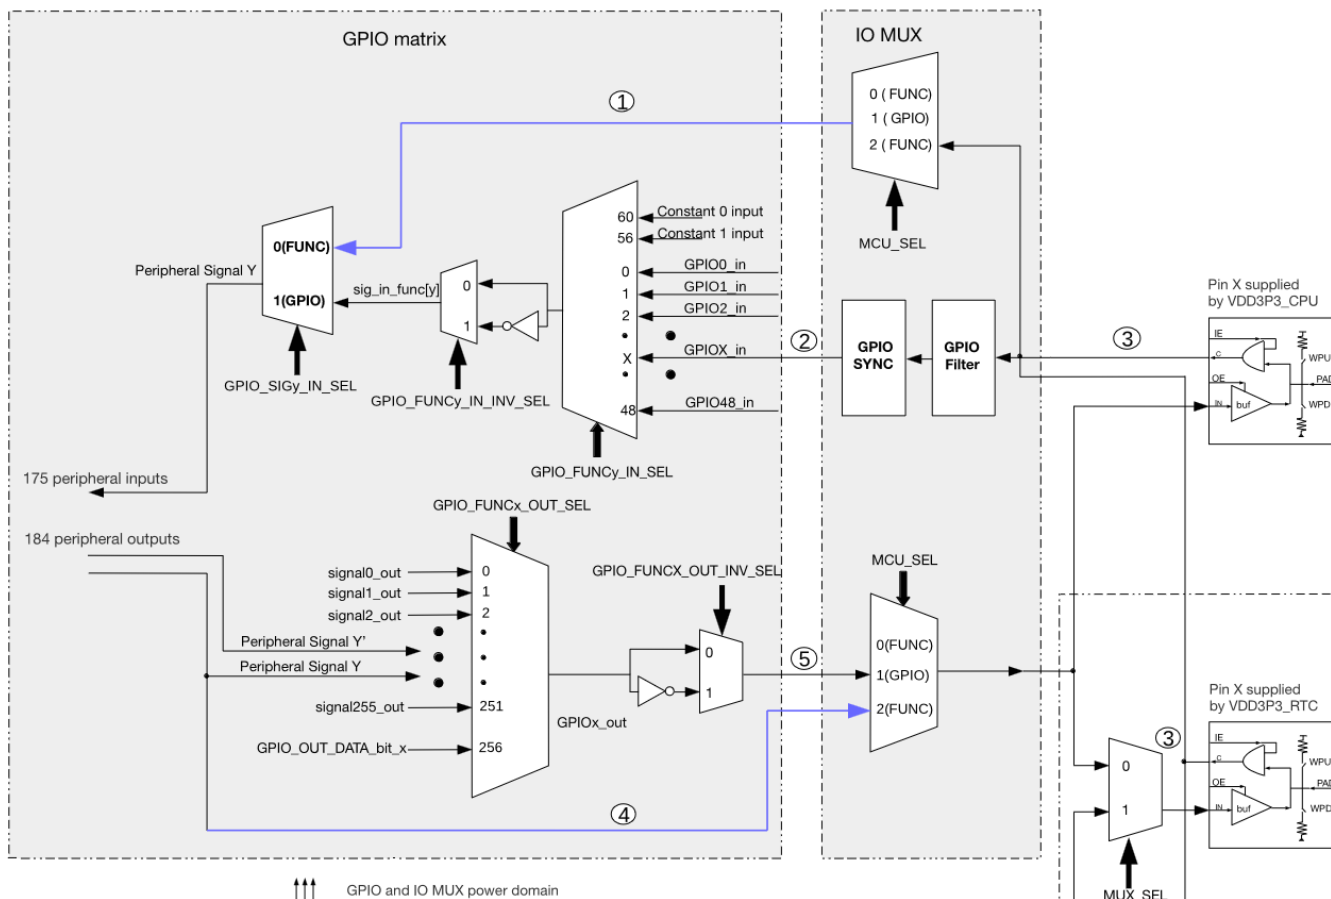 GPIO matrix
IO MUX
0 ( FUNC)
1 ( GPIO)
2 ( FUNC)
①
MCU_SEL
60
Constant 0 input
56
Constant 1 input
0
GPIO0_in
1
GPIO1_in
2
GPIO2_in
X
GPIOX_in
48
GPIO48_in
0(FUNC)
1(GPIO)
Peripheral Signal Y
sig_in_func[y]
0
1
GPIO_SIGy_IN_SEL
GPIO_FUNCy_IN_INV_SEL
GPIO_FUNCy_IN_SEL
②
GPIO
SYNC
GPIO
Filter
③
Pin X supplied
by VDD3P3_CPU
IE
C
OE
IN
buf
WPU
PAD
WPD
175 peripheral inputs
184 peripheral outputs
GPIO_FUNCx_OUT_SEL
signal0_out
0
signal1_out
1
signal2_out
2
Peripheral Signal Y'
Peripheral Signal Y
signal255_out
251
GPIO_OUT_DATA_bit_x
256
GPIOx_out
GPIO_FUNCX_OUT_INV_SEL
0
1
⑤
MCU_SEL
0(FUNC)
1(GPIO)
2(FUNC)
④
Pin X supplied
by VDD3P3_RTC
③
0
1
MUX_SEL
IE
C
OE
IN
buf
WPU
PAD
WPD
GPIO and IO MUX power domain